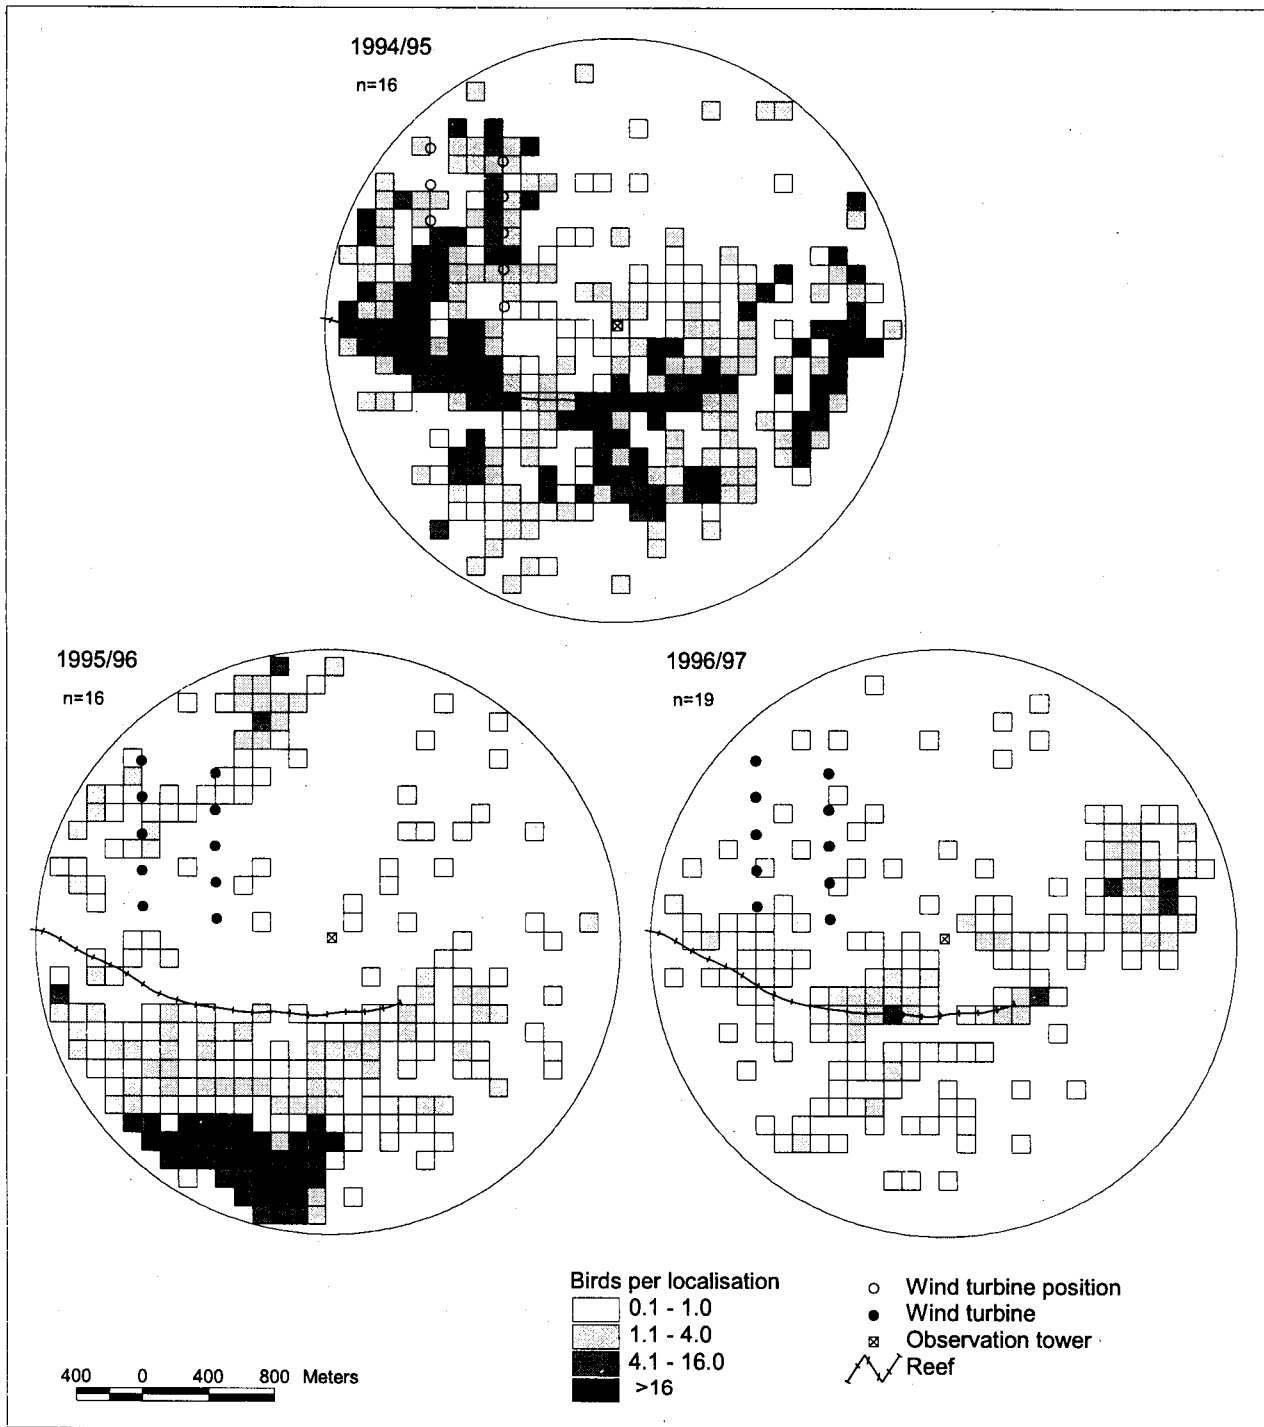 1994/95
n=16
1995/96
n=16
1996/97
n=19
Birds per localisation
0.1 - 1.0
1.1 - 4.0
4.1 - 16.0
>16
Wind turbine position
Wind turbine
Observation tower
Reef
400 0 400 800 Meters